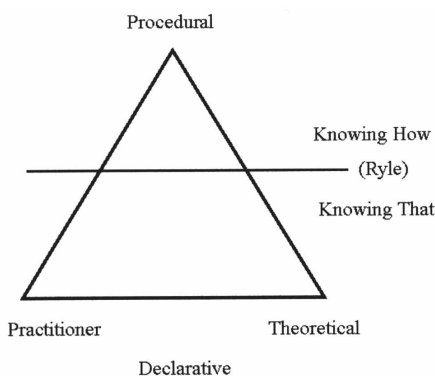 Procedural
Knowing How
(Ryle)
Knowing That
Practitioner
Theoretical
Declarative